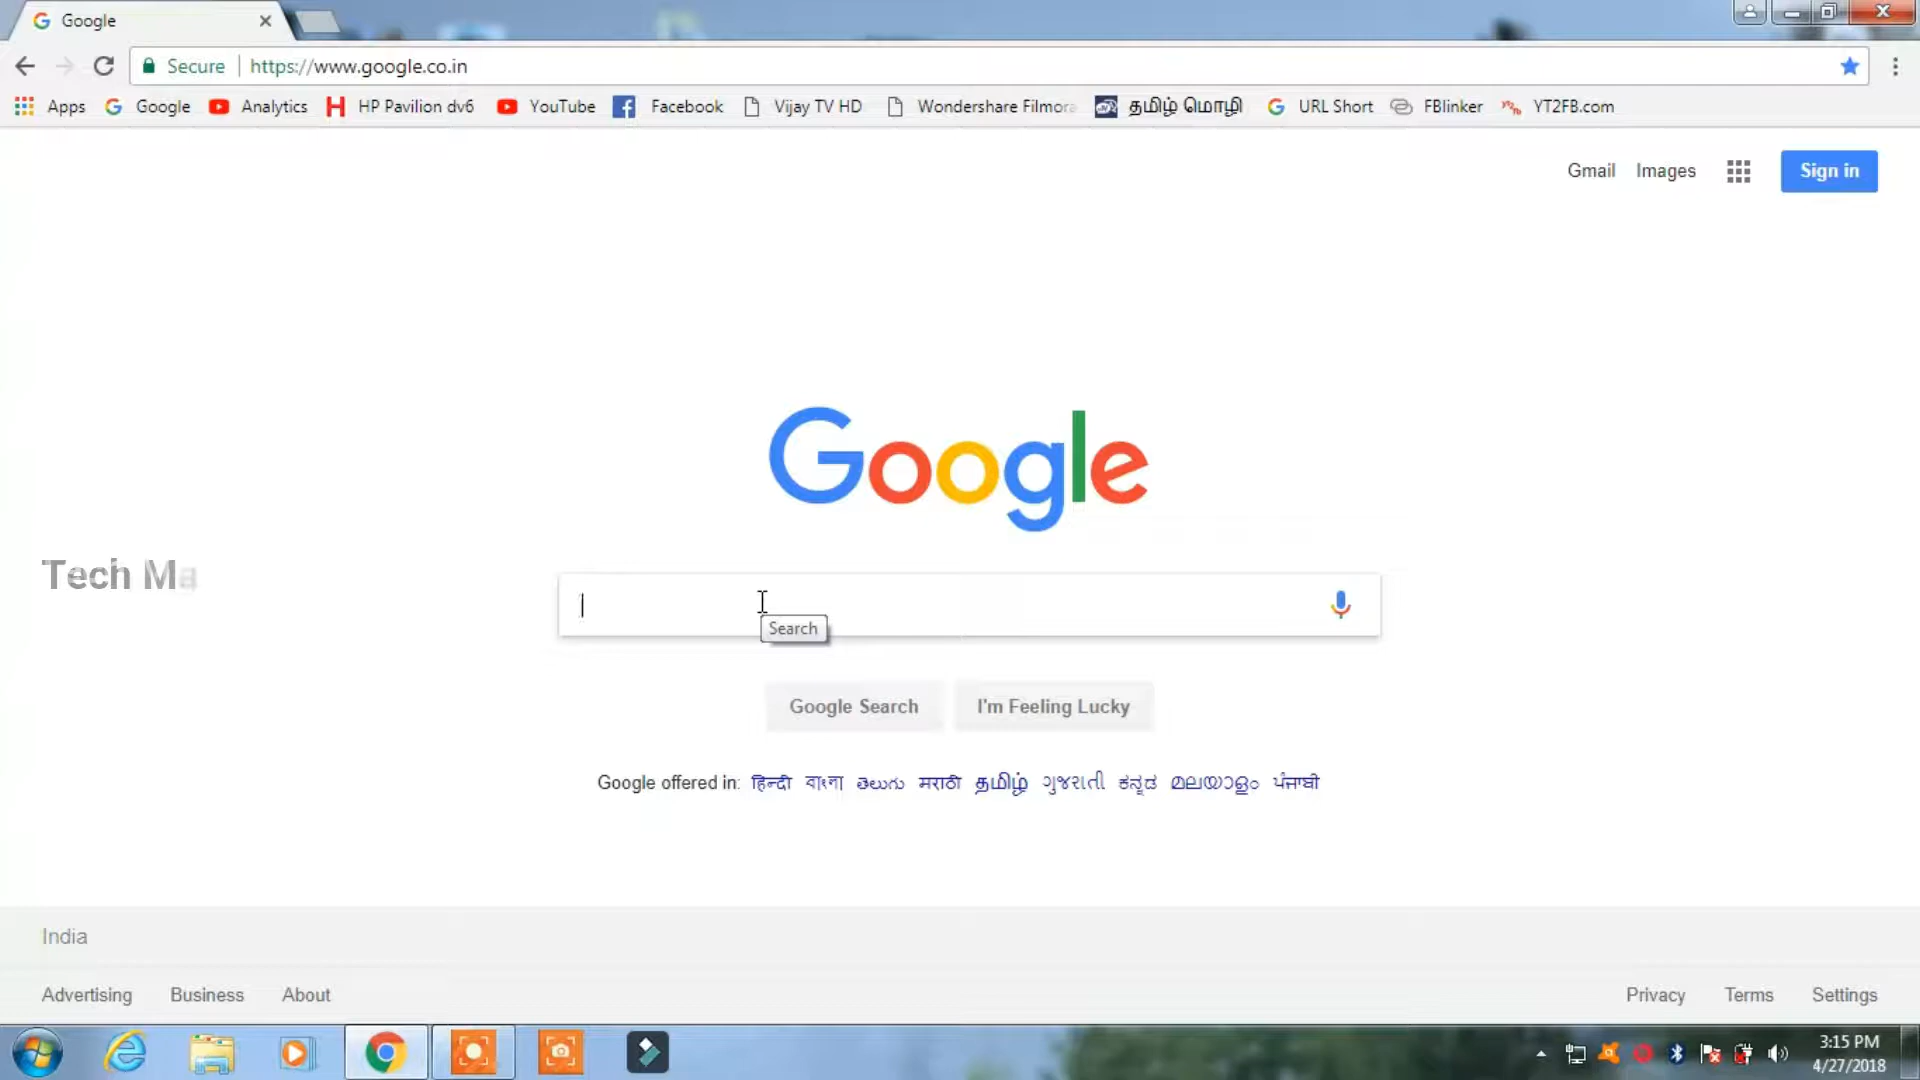 Google
Secure https://www.google.co.in
Apps Google Analytics HP Pavilion dv6 YouTube Facebook Vijay TV HD Wondershare Filmora தமிழ் மொழி URL Short FBlinker YT2FB.com
Gmail Images Sign in
Google
Tech Ma
Search
Google Search I'm Feeling Lucky
Google offered in: हिन्दी বাংলা తెలుగు मराठी தமிழ் ગુજરાતી ಕನ್ನಡ മലയാളം ਪੰਜਾਬੀ
India
Advertising Business About Privacy Terms Settings
3:15 PM
4/27/2018